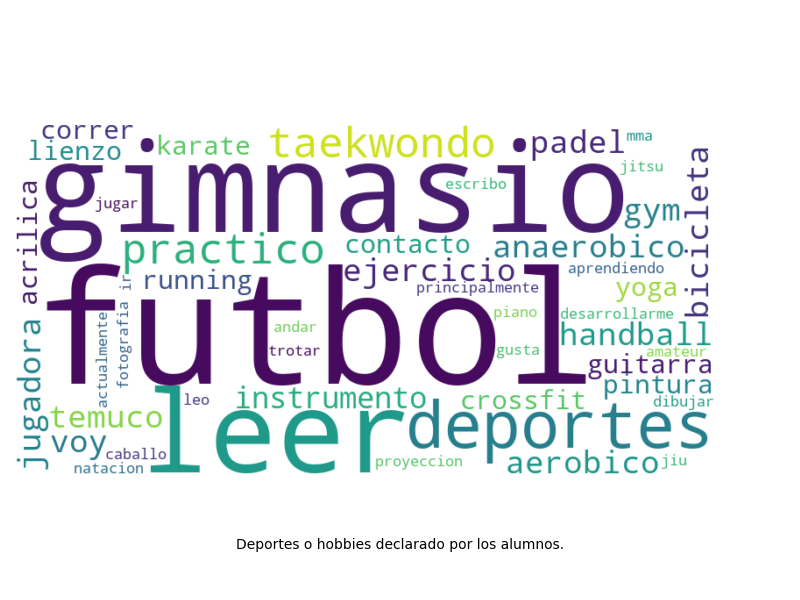 correr
lienzo
karate
taekwondo
padel
mma
jitsu
gimnasio
jugar
escribo
gym
bicicleta
acrilica
practico
contacto
anaerobico
running
ejercicio
aprendiendo
principalmente
yoga
futbol
fotografia ir
actualmente
andar
trotar
piano
gusta
desarrollarme
handball
amateur
guitarra
pintura
dibujar
jugadora
leo
instrumento
crossfit
temuco
voy
caballo
natacion
leer
deportes
proyeccion
aerobico
jiu
Deportes o hobbies declarado por los alumnos.